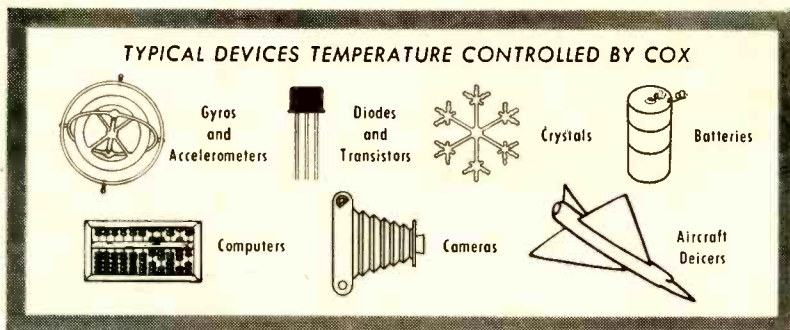 TYPICAL DEVICES TEMPERATURE CONTROLLED BY COX
Gyros
and
Accelerometers
Diodes
and
Transistors
Crystals
Batteries
Computers
Cameras
Aircraft
Deicers